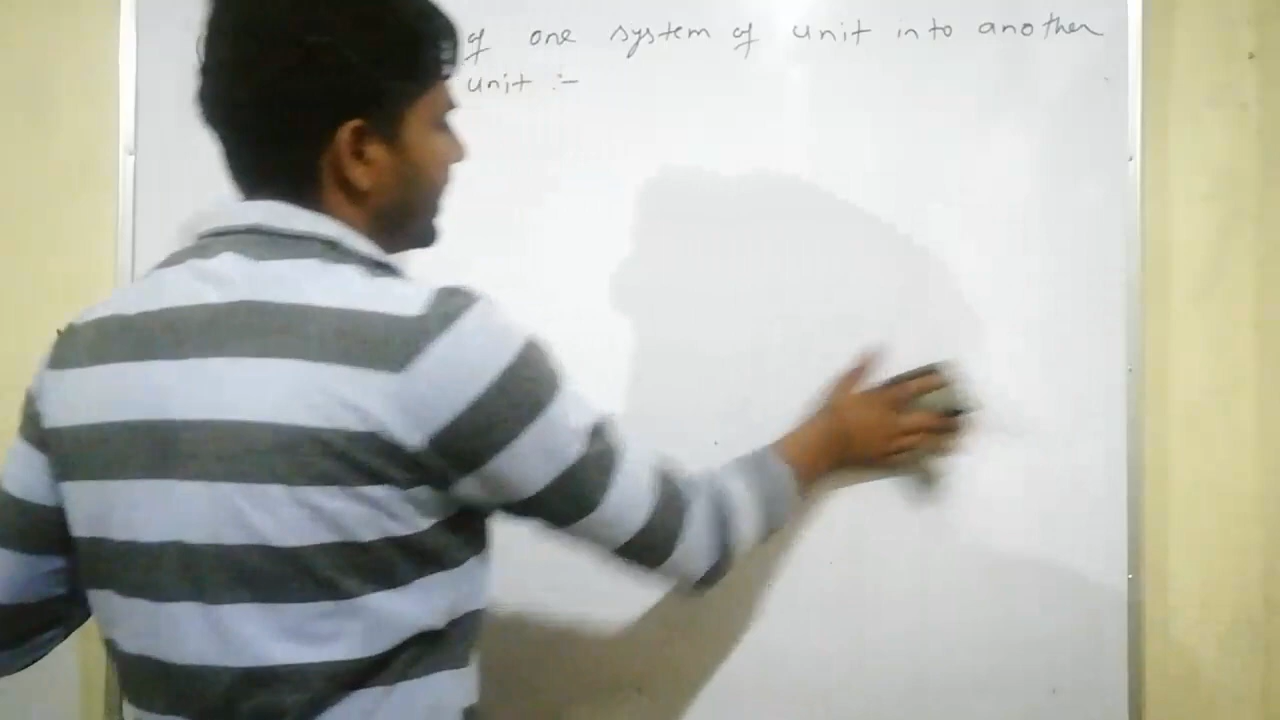 of one system of unit into another
unit :-